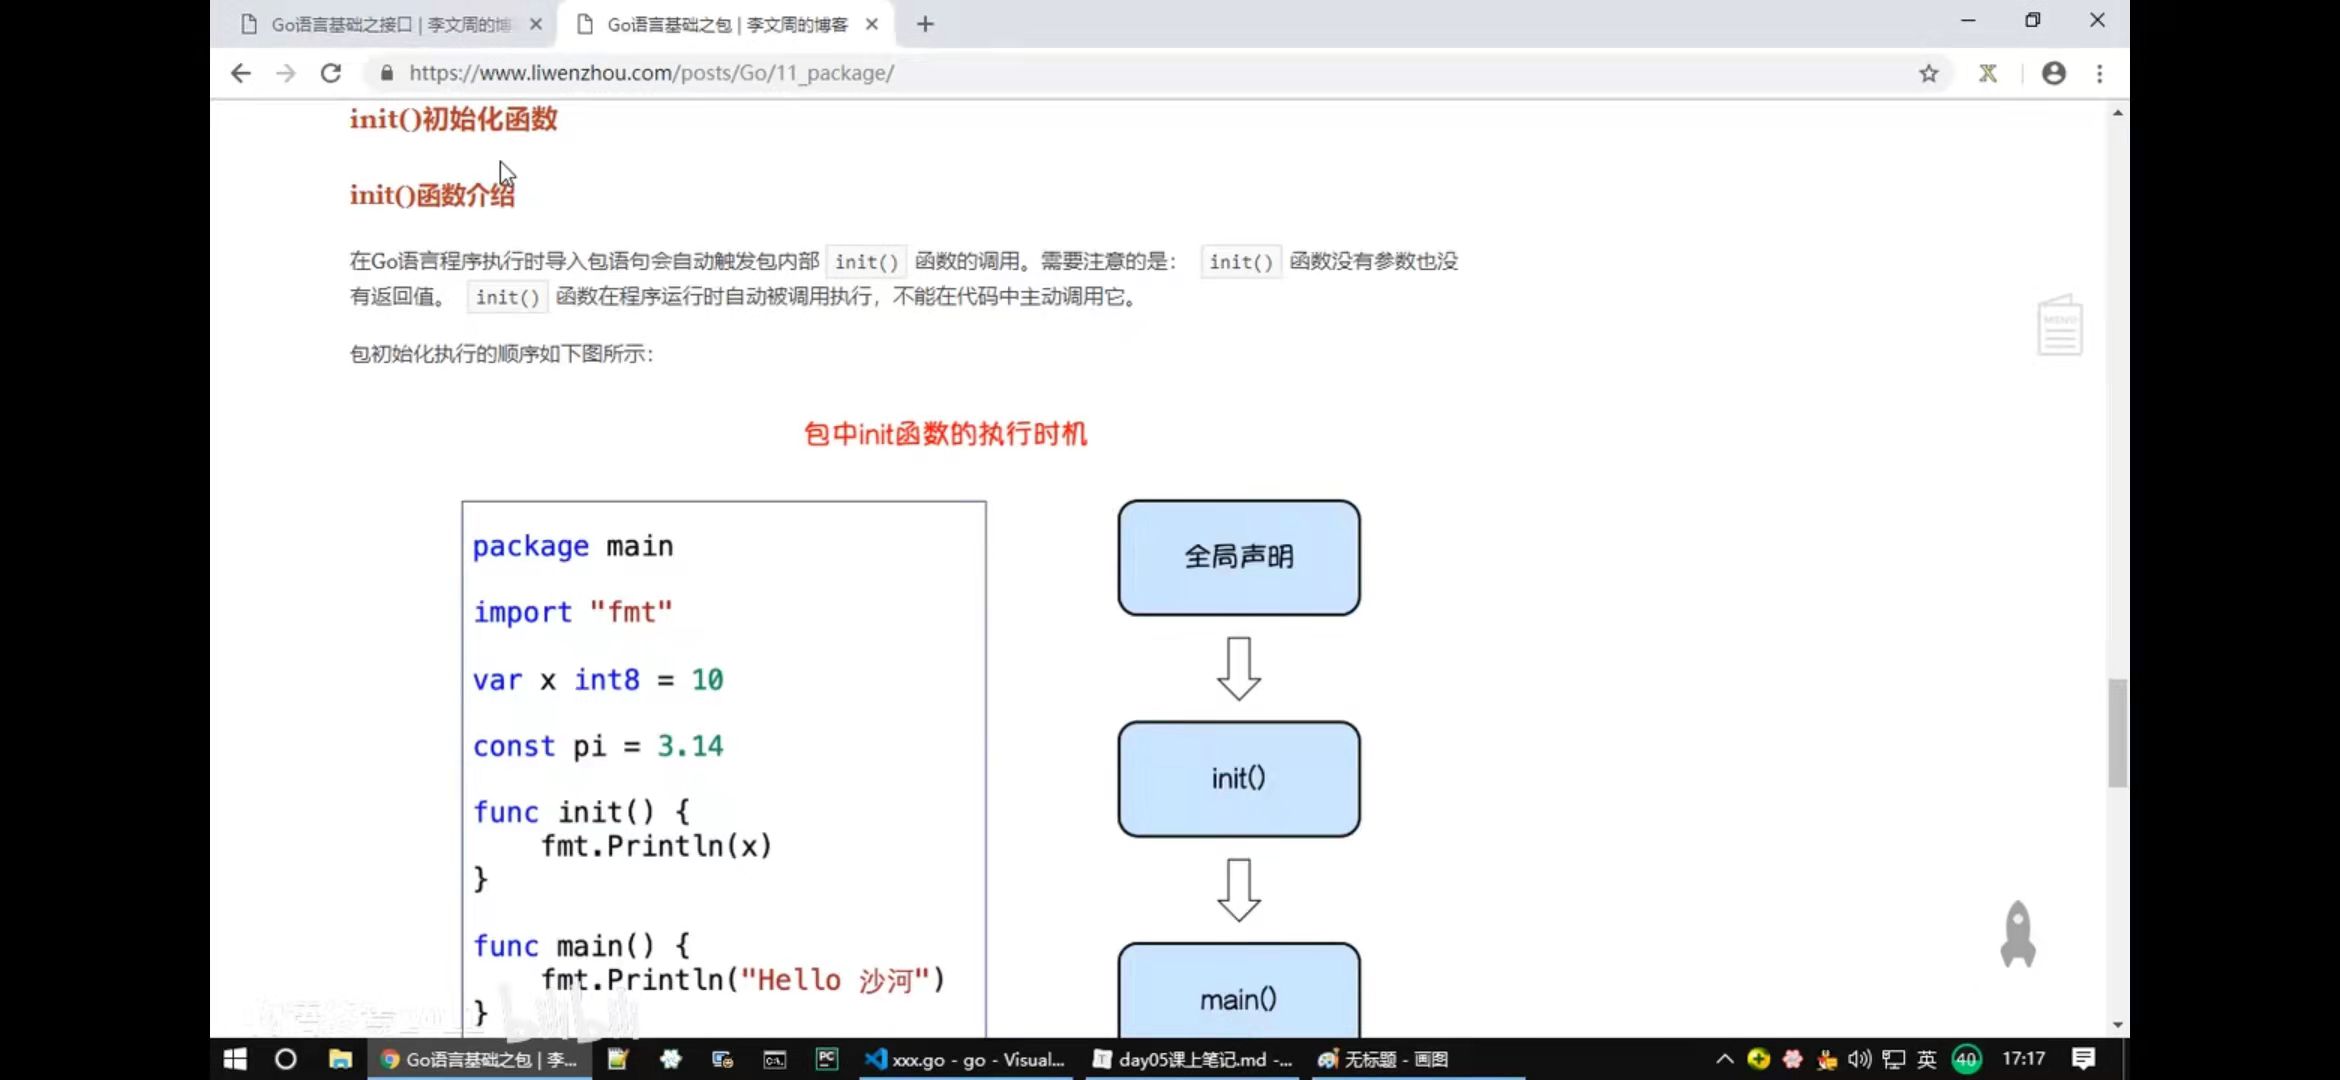 Go语言基础之接口 | 李文周的博
Go语言基础之包 | 李文周的博客
https://www.liwenzhou.com/posts/Go/11_package/
init()初始化函数
init()函数介绍
在Go语言程序执行时导入包语句会自动触发包内部 init() 函数的调用。需要注意的是： init() 函数没有参数也没
有返回值。 init() 函数在程序运行时自动被调用执行，不能在代码中主动调用它。
MENU
包初始化执行的顺序如下图所示：
包中init函数的执行时机
package main
import "fmt"
var x int8 = 10
const pi = 3.14
func init() {
fmt.Println(x)
}
func main() {
fmt.Println("Hello 沙河")
}
全局声明
init()
main()
bilibili
Go语言基础之包 | 李...
xxx.go - go - Visual...
day05课上笔记.md -...
无标题 - 画图
英
40
17:17